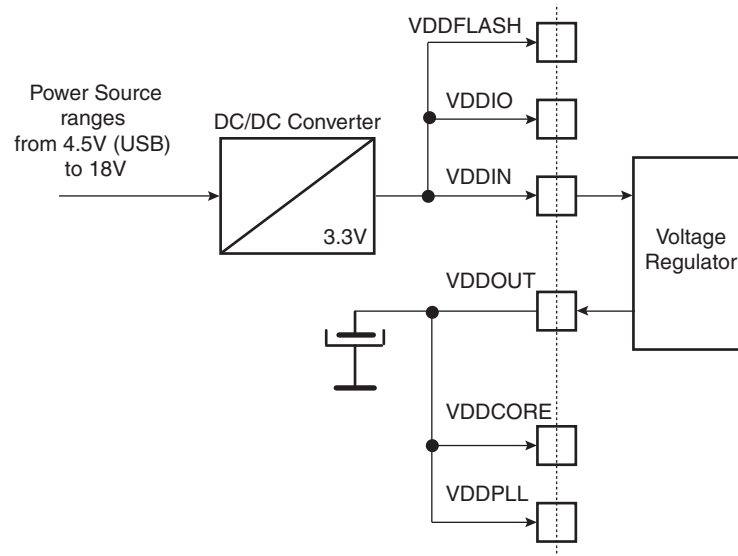 VDDFLASH
Power Source
ranges
from 4.5V (USB)
to 18V
DC/DC Converter
VDDIO
VDDIN
3.3V
Voltage
Regulator
VDDOUT
VDDCORE
VDDPLL